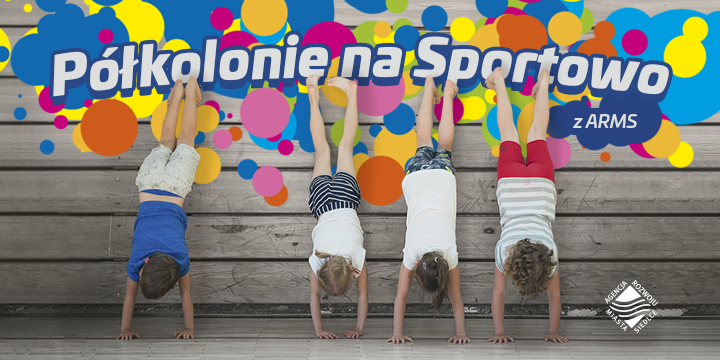 Półkolonie na Sportowo
z ARMS
AGENCJA ROZWOJU
MIASTA SIEDLCE